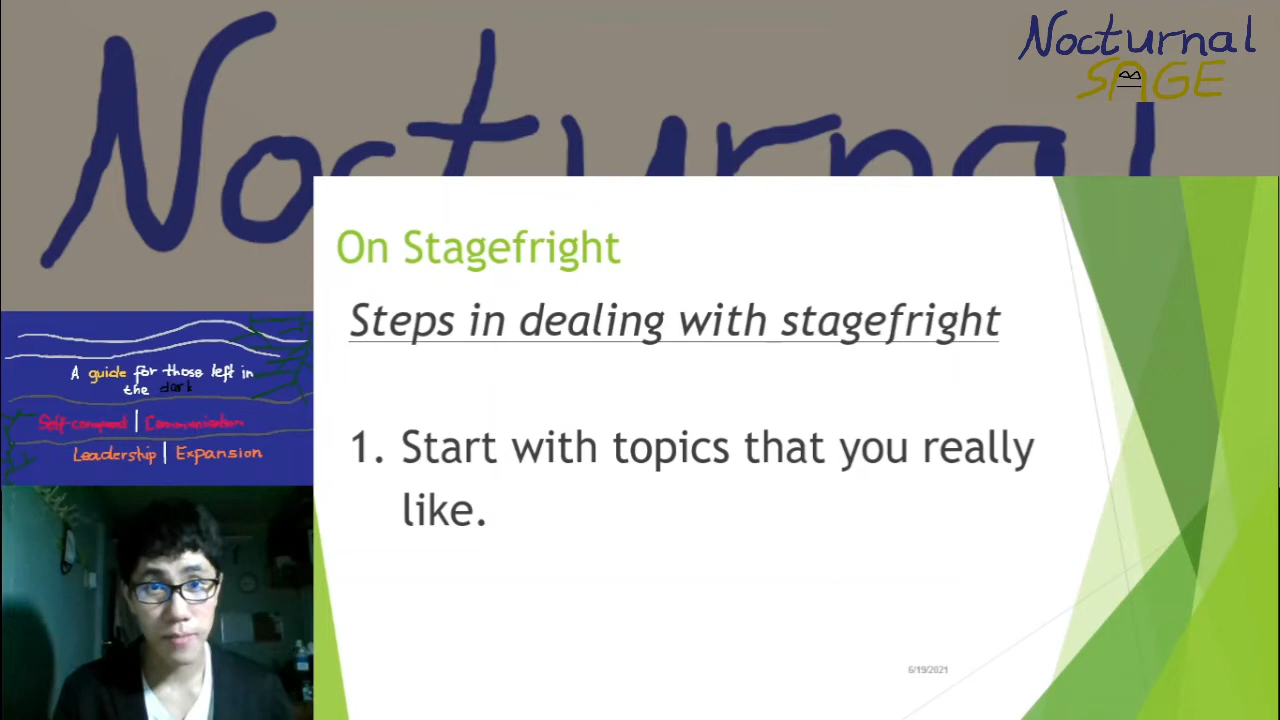 Nocturnal
Nocturnal
SAGE
On Stagefright
Steps in dealing with stagefright
1. Start with topics that you really
like.
A guide for those left in
the dark
Self-command | Communication
Leadership | Expansion
6/19/2021